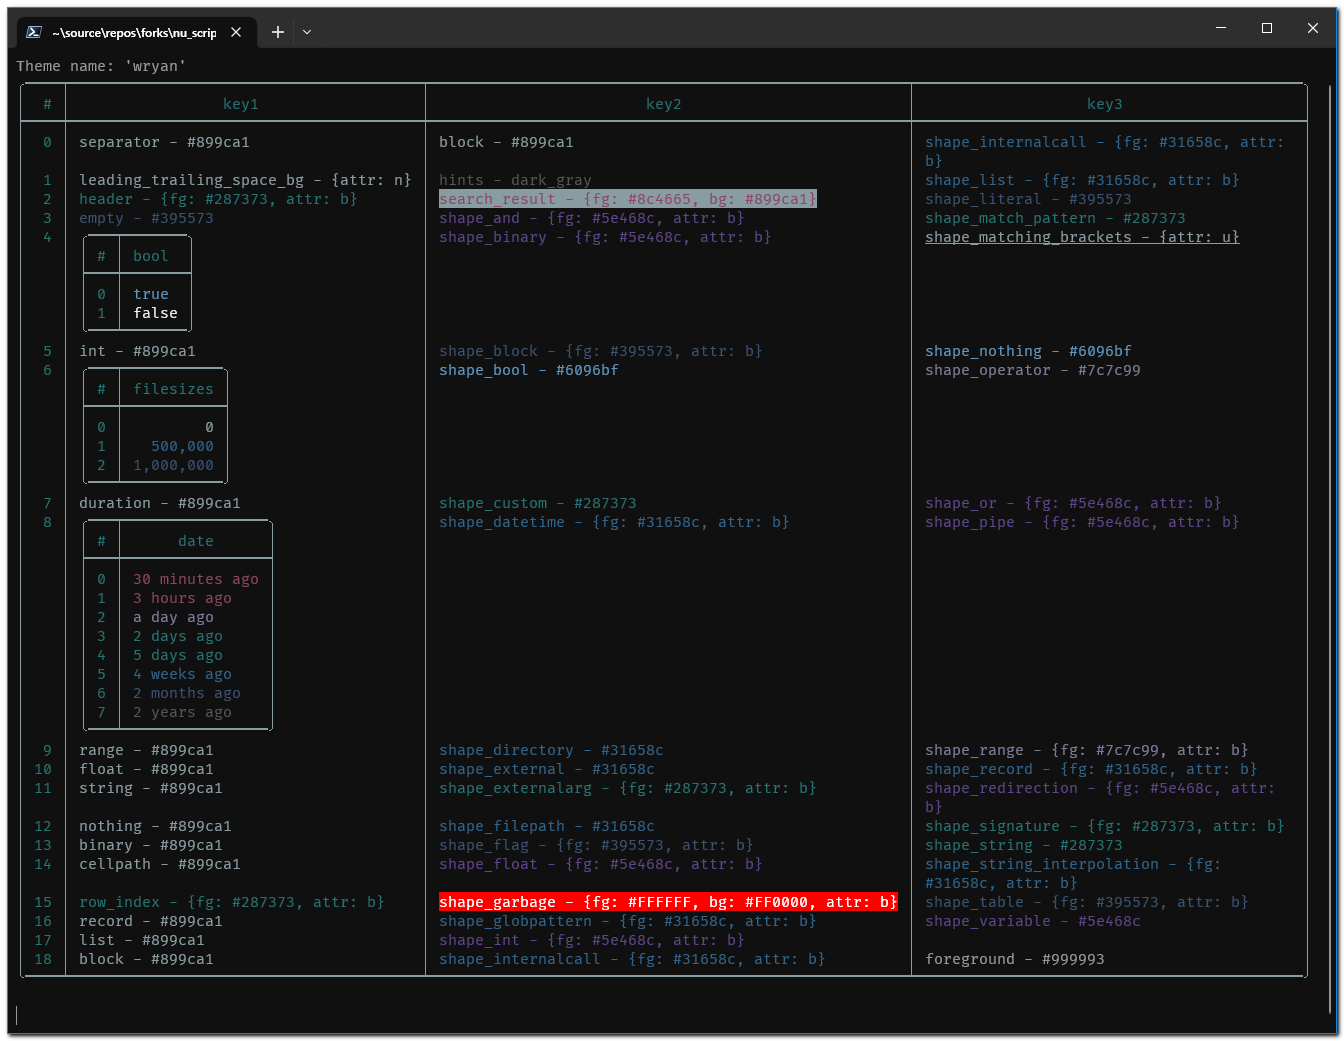 ~\source\repos\forks\nu_scrip
Theme name: 'wryan'
# key1 key2 key3
0 separator - #899ca1 block - #899ca1 shape_internalcall - {fg: #31658c, attr:
b}
1 leading_trailing_space_bg - {attr: n} hints - dark_gray shape_list - {fg: #31658c, attr: b}
2 header - {fg: #287373, attr: b} search_result - {fg: #8c4665, bg: #899ca1} shape_literal - #395573
3 empty - #395573 shape_and - {fg: #5e468c, attr: b} shape_match_pattern - #287373
4 shape_binary - {fg: #5e468c, attr: b} shape_matching_brackets - {attr: u}
# bool
0 true
1 false
5 int - #899ca1 shape_block - {fg: #395573, attr: b} shape_nothing - #6096bf
6 shape_bool - #6096bf shape_operator - #7c7c99
# filesizes
0 0
1 500,000
2 1,000,000
7 duration - #899ca1 shape_custom - #287373 shape_or - {fg: #5e468c, attr: b}
8 shape_datetime - {fg: #31658c, attr: b} shape_pipe - {fg: #5e468c, attr: b}
# date
0 30 minutes ago
1 3 hours ago
2 a day ago
3 2 days ago
4 5 days ago
5 4 weeks ago
6 2 months ago
7 2 years ago
9 range - #899ca1 shape_directory - #31658c shape_range - {fg: #7c7c99, attr: b}
10 float - #899ca1 shape_external - #31658c shape_record - {fg: #31658c, attr: b}
11 string - #899ca1 shape_externalarg - {fg: #287373, attr: b} shape_redirection - {fg: #5e468c, attr:
b}
12 nothing - #899ca1 shape_filepath - #31658c shape_signature - {fg: #287373, attr: b}
13 binary - #899ca1 shape_flag - {fg: #395573, attr: b} shape_string - #287373
14 cellpath - #899ca1 shape_float - {fg: #5e468c, attr: b} shape_string_interpolation - {fg:
#31658c, attr: b}
15 row_index - {fg: #287373, attr: b} shape_garbage - {fg: #FFFFFF, bg: #FF0000, attr: b} shape_table - {fg: #395573, attr: b}
16 record - #899ca1 shape_globpattern - {fg: #31658c, attr: b} shape_variable - #5e468c
17 list - #899ca1 shape_int - {fg: #5e468c, attr: b}
18 block - #899ca1 shape_internalcall - {fg: #31658c, attr: b} foreground - #999993